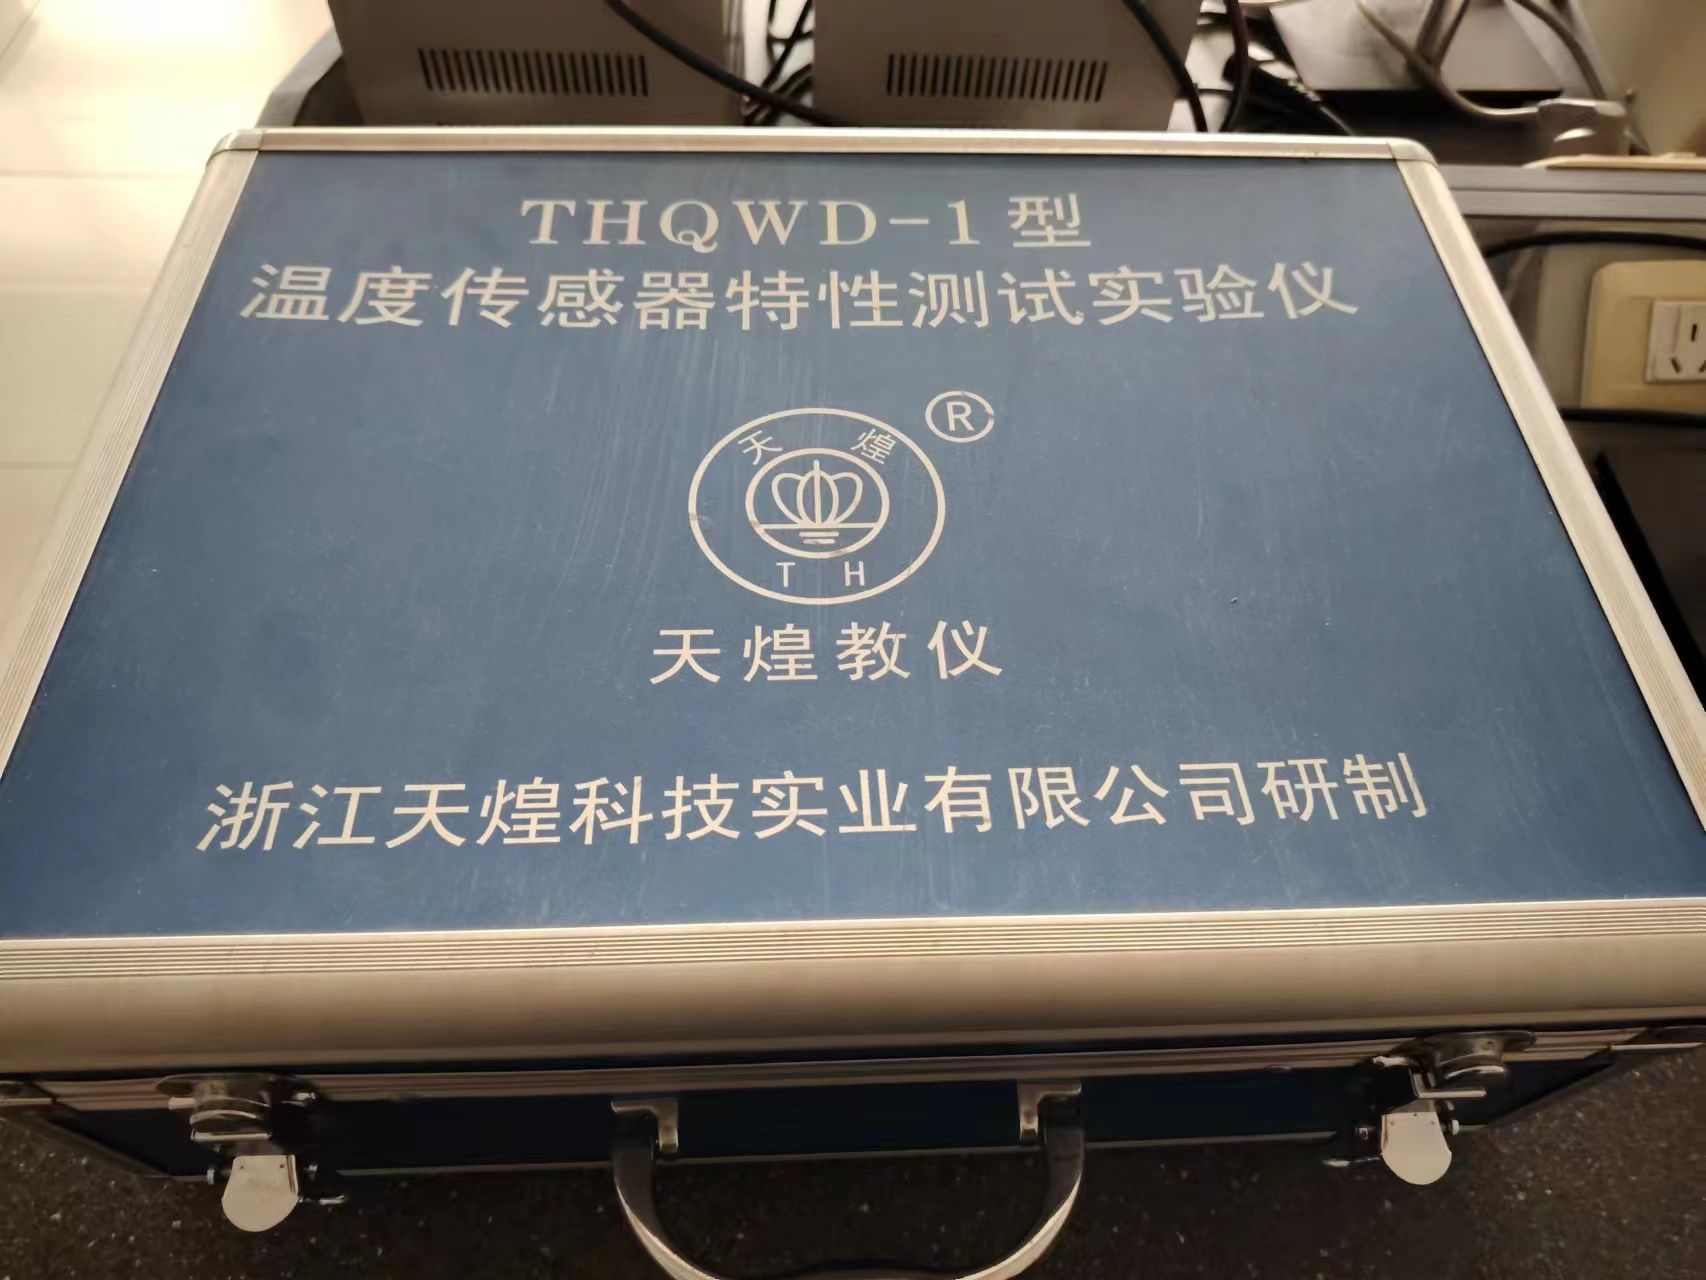 THQWD-1型
温度传感器特性测试实验仪
®
天煌
TH
天煌教仪
浙江天煌科技实业有限公司研制